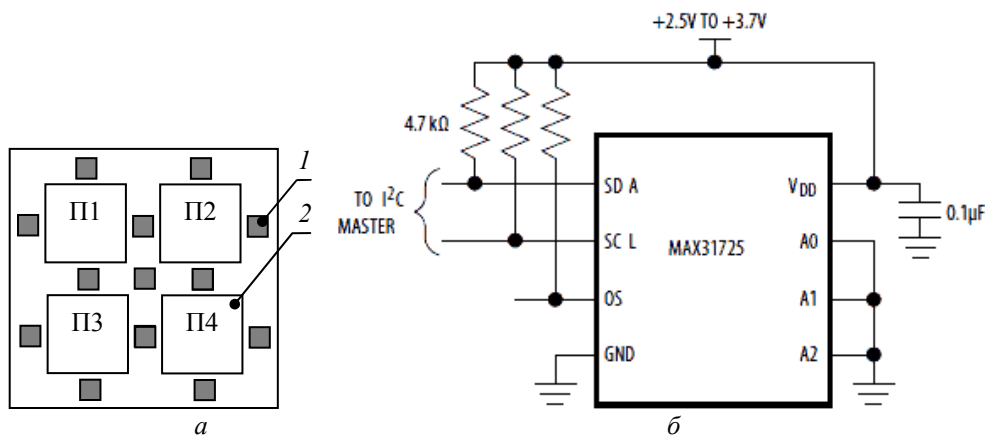 1
2
П1
П2
П3
П4
а
+2.5V TO +3.7V
4.7 kΩ
TO I²C
MASTER
SD A
SC L
OS
GND
MAX31725
VDD
A0
A1
A2
0.1µF
б